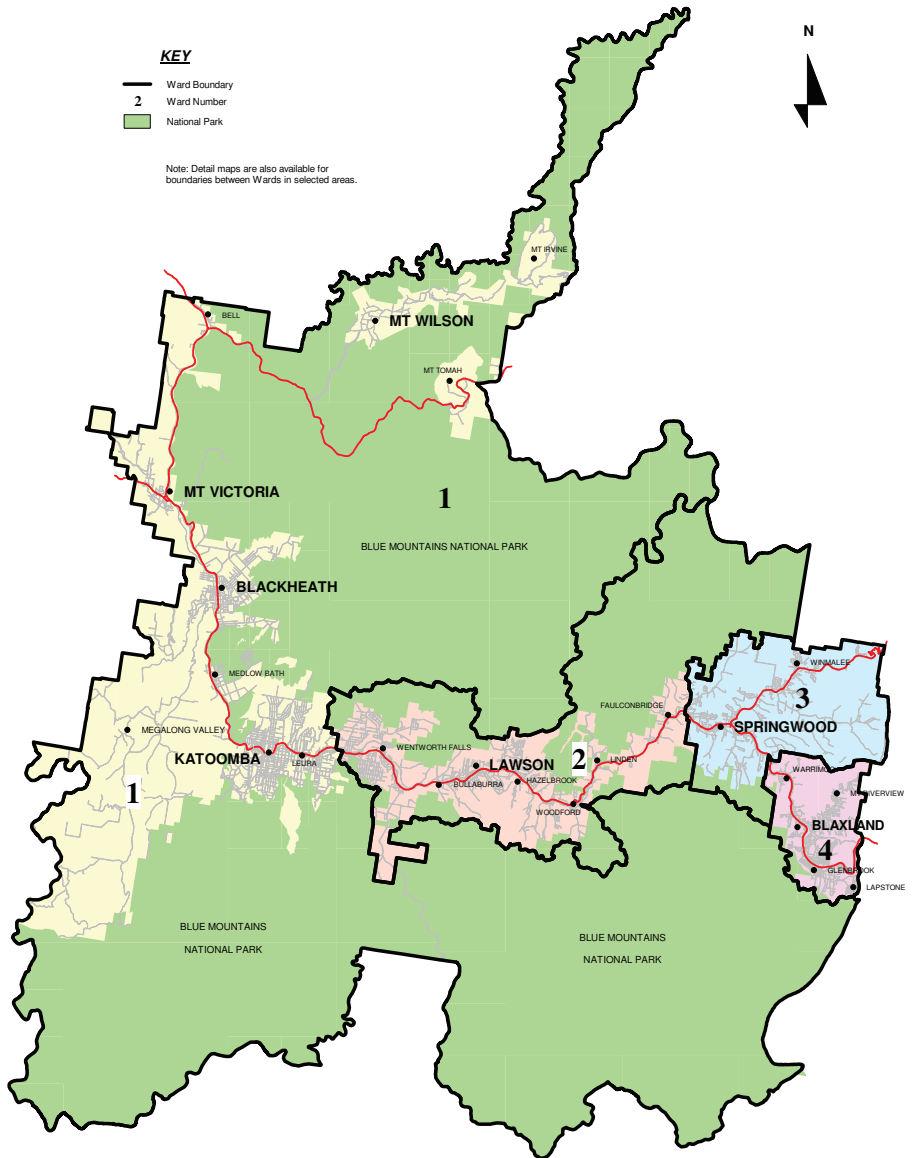 KEY
Ward Boundary
2 Ward Number
National Park
Note: Detail maps are also available for
boundaries between Wards in selected areas.
N
MT IRVINE
BELL
MT WILSON
MT TOMAH
MT VICTORIA
1
BLUE MOUNTAINS NATIONAL PARK
BLACKHEATH
MEDLOW BATH
WINMALEE
3
FAULCONBRIDGE
SPRINGWOOD
MEGALONG VALLEY
WENTWORTH FALLS
KATOOMBA
LEURA
LAWSON
2
LINDEN
HAZELBROOK
BULLABURRA
WARRIMOO
1
WOODFORD
MT RIVERVIEW
BLAXLAND
4
GLENBROOK
LAPSTONE
BLUE MOUNTAINS
NATIONAL PARK
BLUE MOUNTAINS
NATIONAL PARK